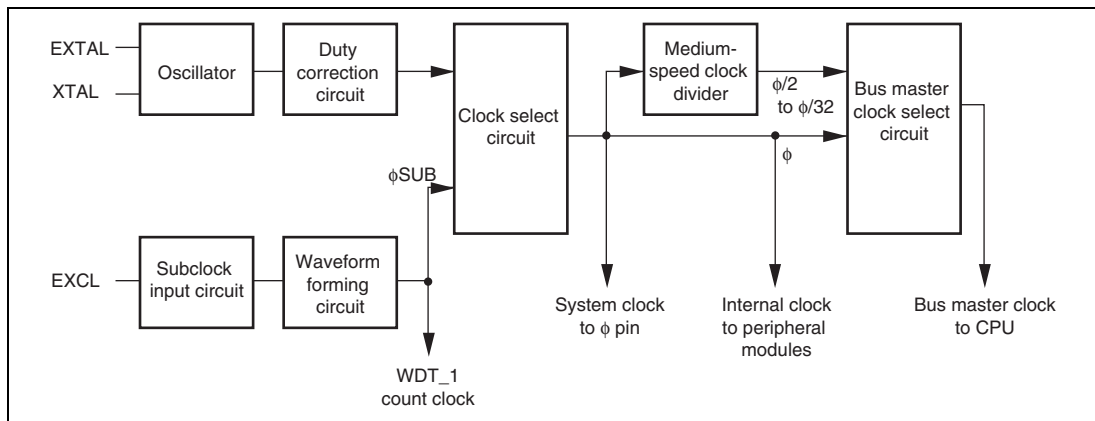 EXTAL
XTAL
Oscillator
Duty
correction
circuit
Clock select
circuit
Medium-
speed clock
divider
ϕ/2
to ϕ/32
Bus master
clock select
circuit
ϕ
ϕSUB
EXCL
Subclock
input circuit
Waveform
forming
circuit
WDT_1
count clock
System clock
to ϕ pin
Internal clock
to peripheral
modules
Bus master clock
to CPU